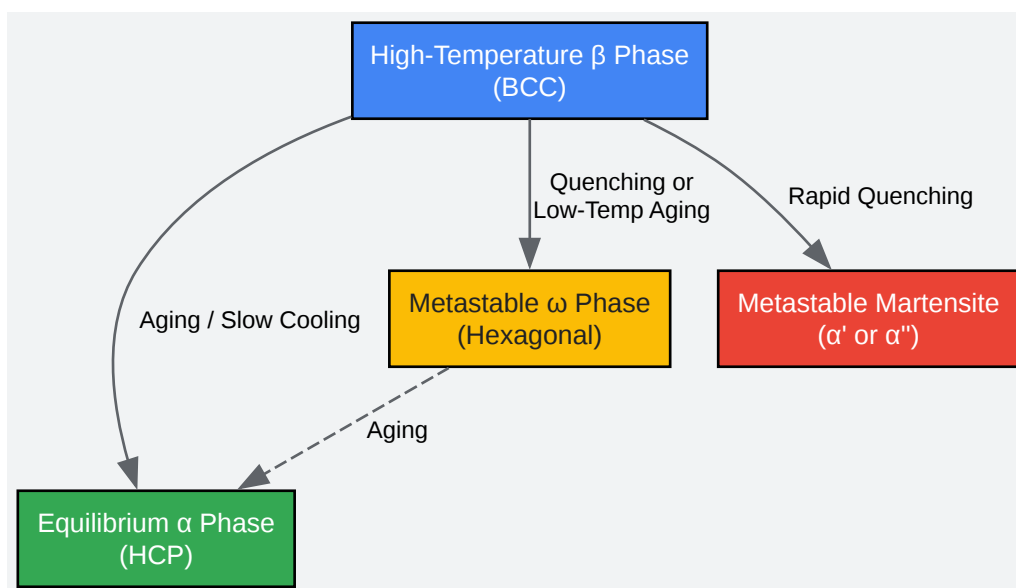 High-Temperature β Phase
(BCC)
Quenching or
Low-Temp Aging
Rapid Quenching
Metastable ω Phase
(Hexagonal)
Metastable Martensite
(α' or α")
Aging / Slow Cooling
Aging
Equilibrium α Phase
(HCP)